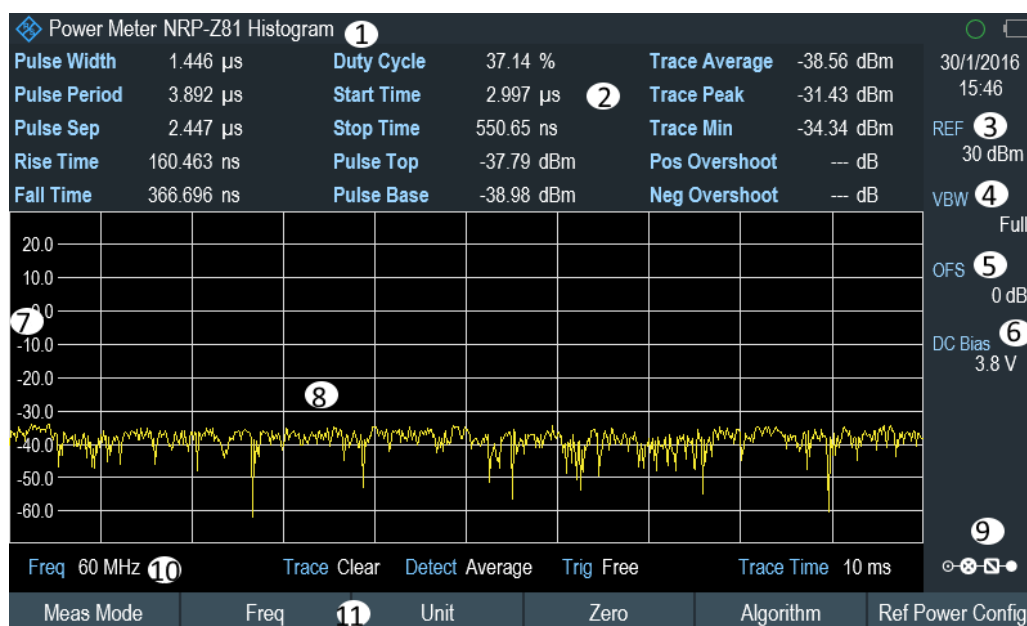 Power Meter NRP-Z81 Histogram 1
Pulse Width 1.446 µs Duty Cycle 37.14 % Trace Average -38.56 dBm
Pulse Period 3.892 µs Start Time 2.997 µs 2 Trace Peak -31.43 dBm
Pulse Sep 2.447 µs Stop Time 550.65 ns Trace Min -34.34 dBm
Rise Time 160.463 ns Pulse Top -37.79 dBm Pos Overshoot --- dB
Fall Time 366.696 ns Pulse Base -38.98 dBm Neg Overshoot --- dB
30/1/2016
15:46
REF 3
30 dBm
VBW 4
Full
OFS 5
0 dB
DC Bias 6
3.8 V
20.0
10.0
7 0.0
-10.0
-20.0
8
-30.0
-40.0
-50.0
-60.0
9
Freq 60 MHz 10 Trace Clear Detect Average Trig Free Trace Time 10 ms
Meas Mode Freq 11 Unit Zero Algorithm Ref Power Config